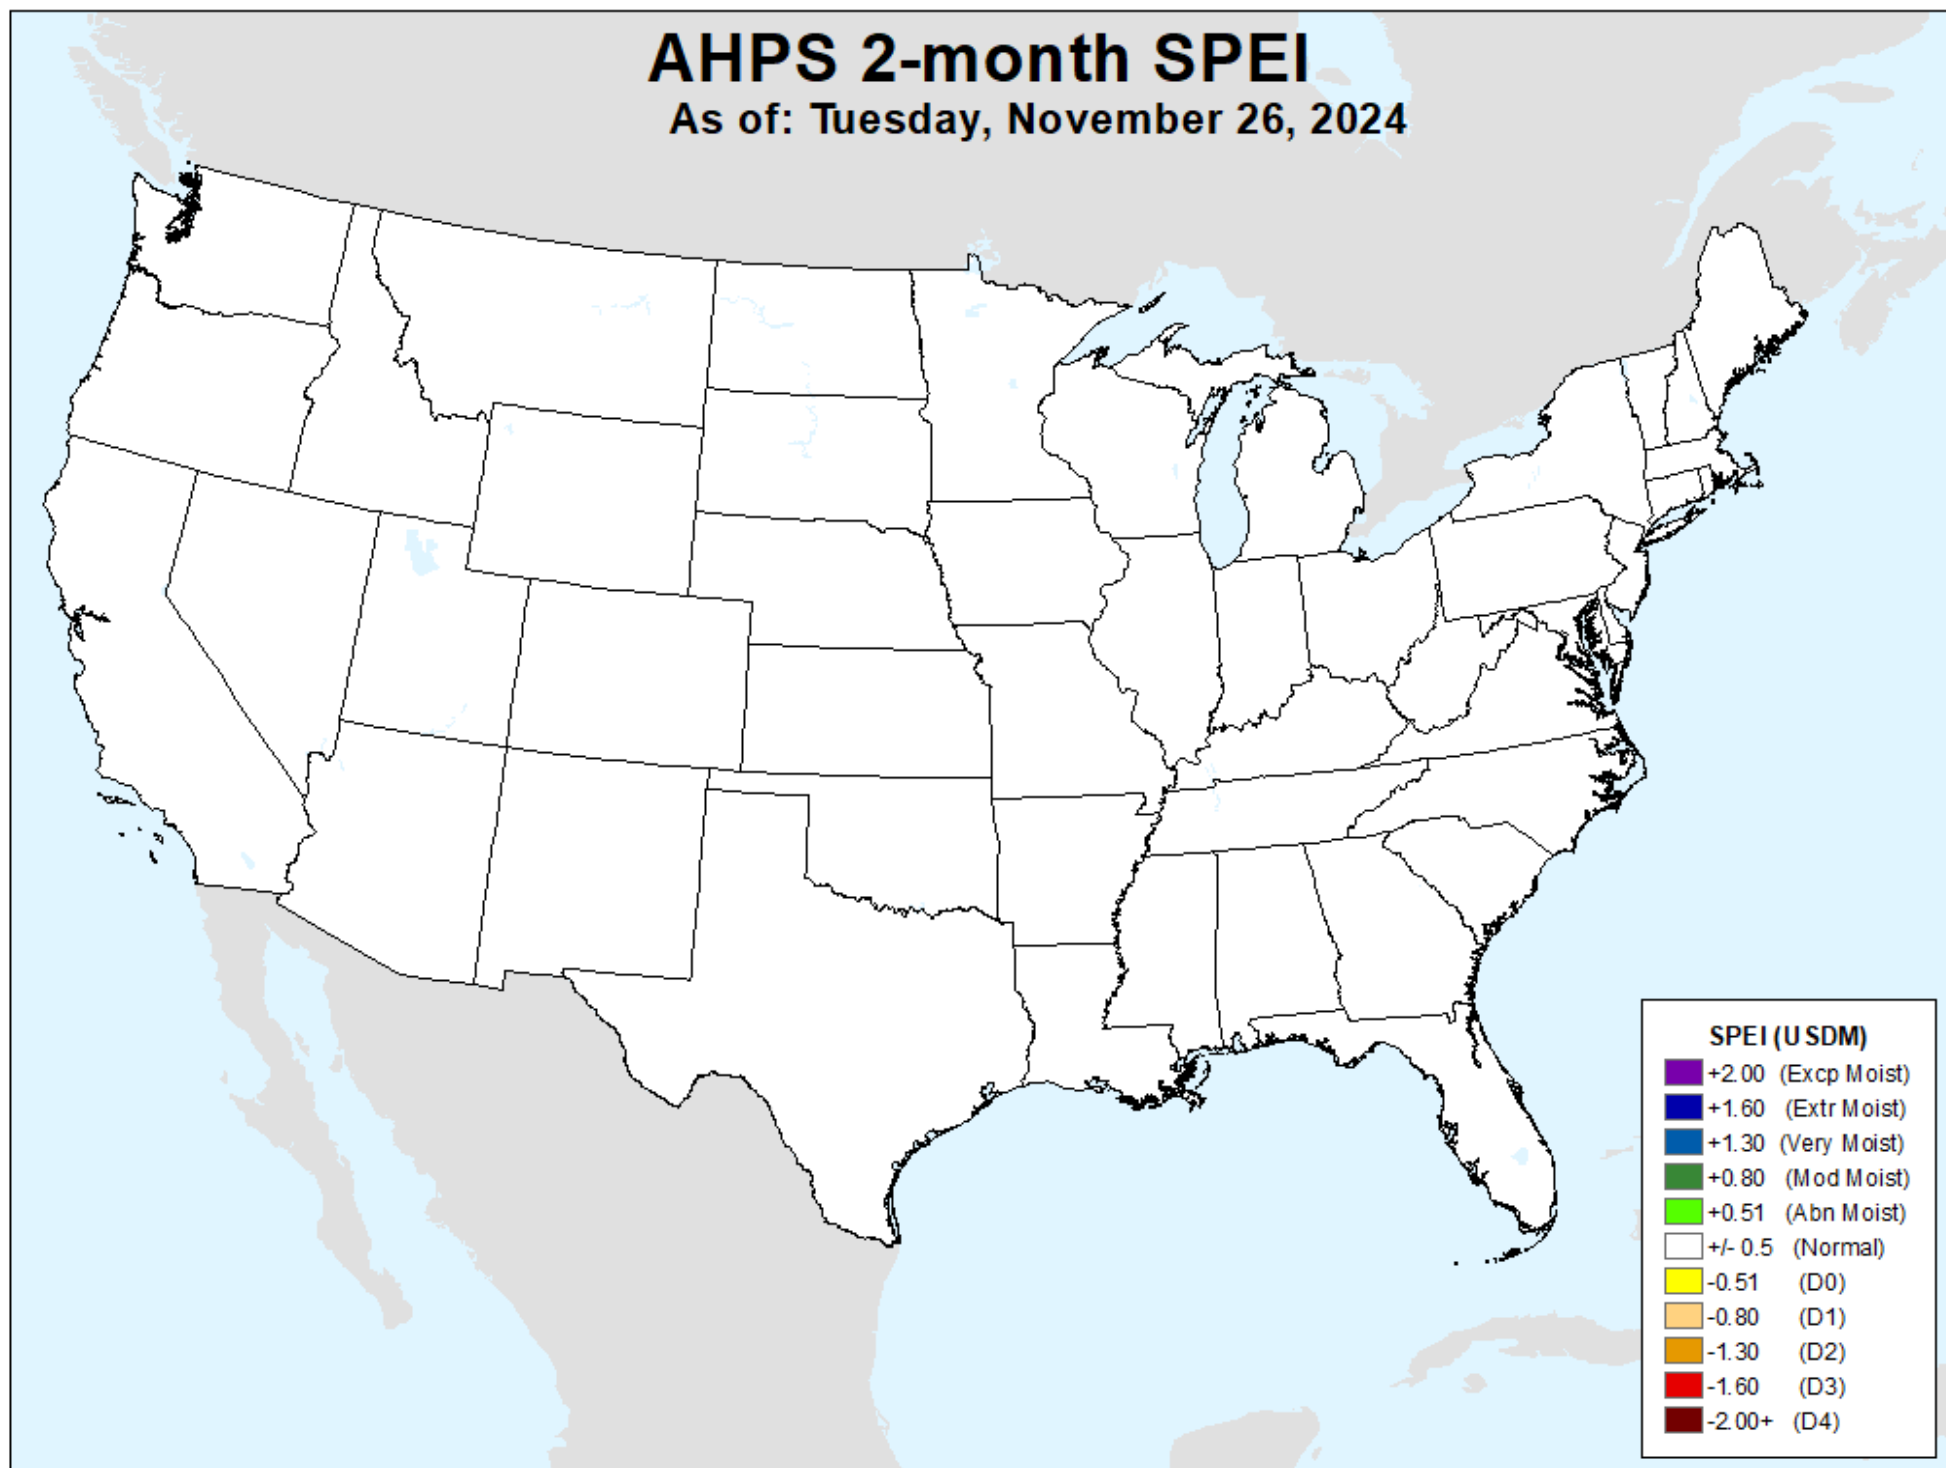 AHPS 2-month SPEI
As of: Tuesday, November 26, 2024
SPEI (USDM)
+2.00 (Excp Moist)
+1.60 (Extr Moist)
+1.30 (Very Moist)
+0.80 (Mod Moist)
+0.51 (Abn Moist)
+/- 0.5 (Normal)
-0.51 (D0)
-0.80 (D1)
-1.30 (D2)
-1.60 (D3)
-2.00+ (D4)